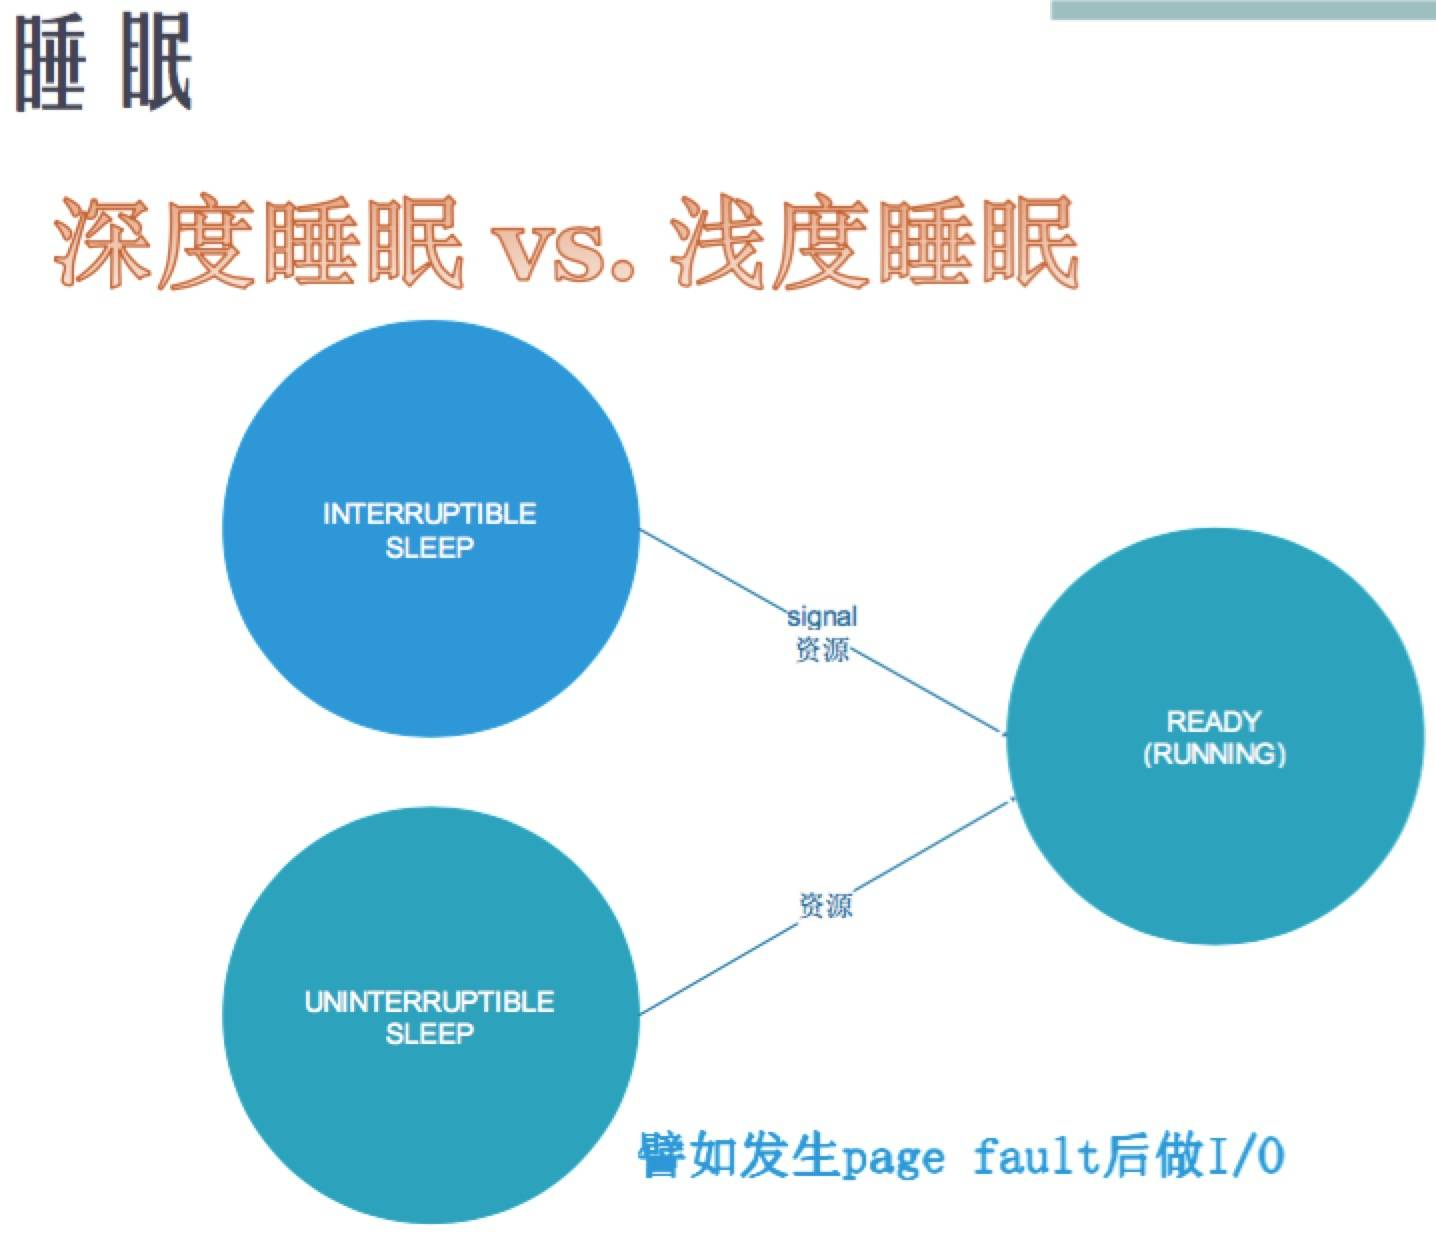 睡 眠
深度睡眠 vs. 浅度睡眠
INTERRUPTIBLE
SLEEP
signal
资源
READY
(RUNNING)
资源
UNINTERRUPTIBLE
SLEEP
譬如发生page fault后做I/O